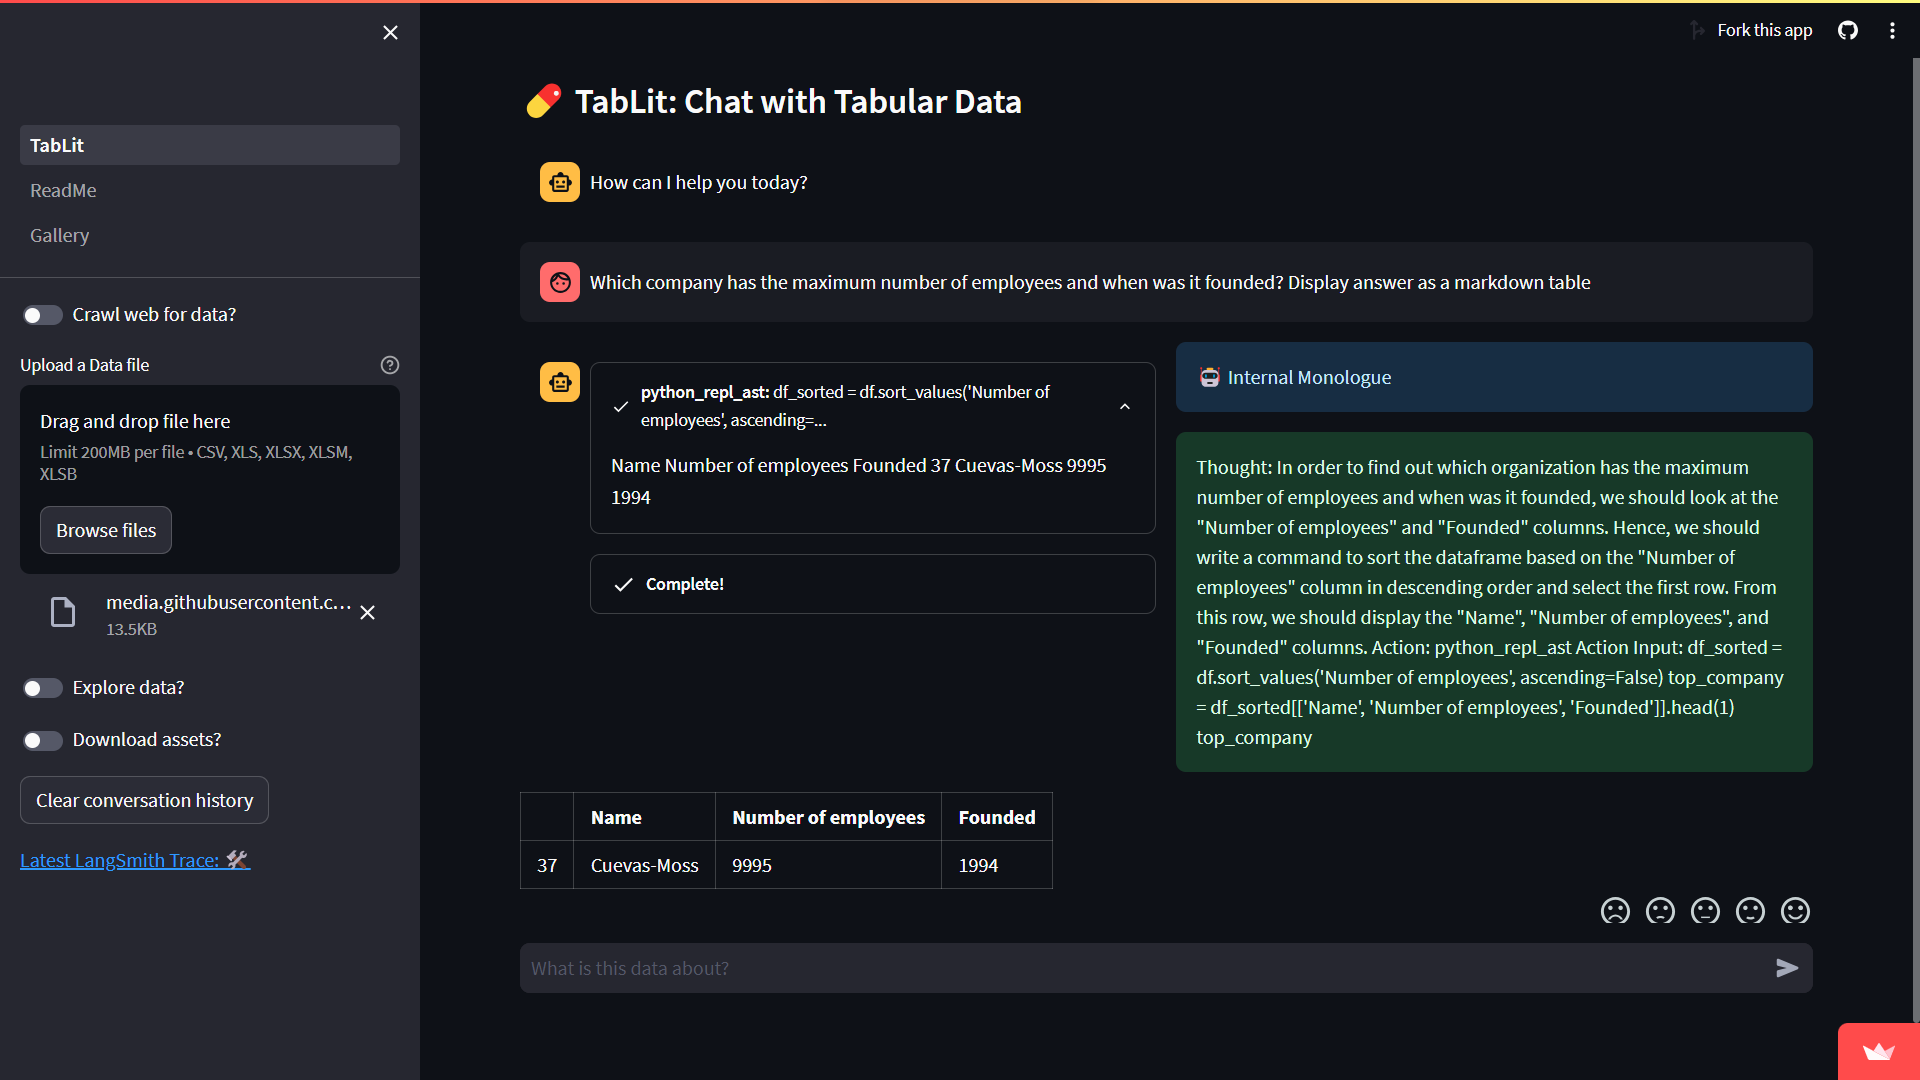 TabLit
ReadMe
Gallery
Crawl web for data?
Upload a Data file
Drag and drop file here
Limit 200MB per file • CSV, XLS, XLSX, XLSM,
XLSB
Browse files
media.githubusercontent.c...
13.5KB
Explore data?
Download assets?
Clear conversation history
Latest LangSmith Trace:
Fork this app
TabLit: Chat with Tabular Data
How can I help you today?
Which company has the maximum number of employees and when was it founded? Display answer as a markdown table
python_repl_ast: df_sorted = df.sort_values('Number of
employees', ascending=...
Name Number of employees Founded 37 Cuevas-Moss 9995
1994
Complete!
Internal Monologue
Thought: In order to find out which organization has the maximum
number of employees and when was it founded, we should look at the
"Number of employees" and "Founded" columns. Hence, we should
write a command to sort the dataframe based on the "Number of
employees" column in descending order and select the first row. From
this row, we should display the "Name", "Number of employees", and
"Founded" columns. Action: python_repl_ast Action Input: df_sorted =
df.sort_values('Number of employees', ascending=False) top_company
= df_sorted[['Name', 'Number of employees', 'Founded']].head(1)
top_company
Name Number of employees Founded
37 Cuevas-Moss 9995 1994
What is this data about?